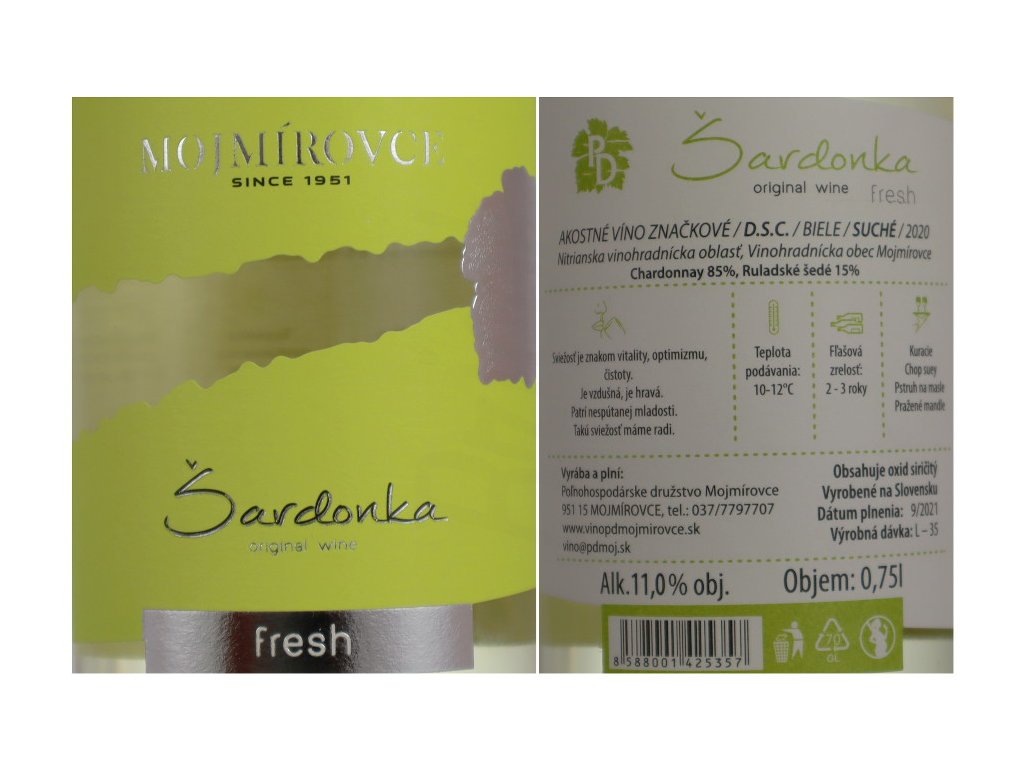 MOJMÍROVCE
SINCE 1951
Šardonka
original wine
fresh
PD
Šardonka
original wine fresh
AKOSTNÉ VÍNO ZNAČKOVÉ / D.S.C. / BIELE / SUCHÉ / 2020
Nitrianska vinohradnícka oblasť, Vinohradnícka obec Mojmírovce
Chardonnay 85%, Ruladské šedé 15%
Sviežosť je znakom vitality, optimizmu,
čistoty.
Je vzdušná, je hravá.
Patrí nespútanej mladosti.
Takú sviežosť máme radi.
Teplota
podávania:
10-12°C
Fľašová
zrelosť:
2 - 3 roky
Kuracie
Chop suey
Pstruh na masle
Pražené mandle
Vyrába a plní:
Poľnohospodárske družstvo Mojmírovce
951 15 MOJMÍROVCE, tel.: 037/7797707
www.vinopdmojmirovce.sk
vino@pdmoj.sk
Obsahuje oxid siričitý
Vyrobené na Slovensku
Dátum plnenia: 9/2021
Výrobná dávka: L – 35
Alk.11,0% obj.
Objem: 0,75l
8 588001 425357
70
GL